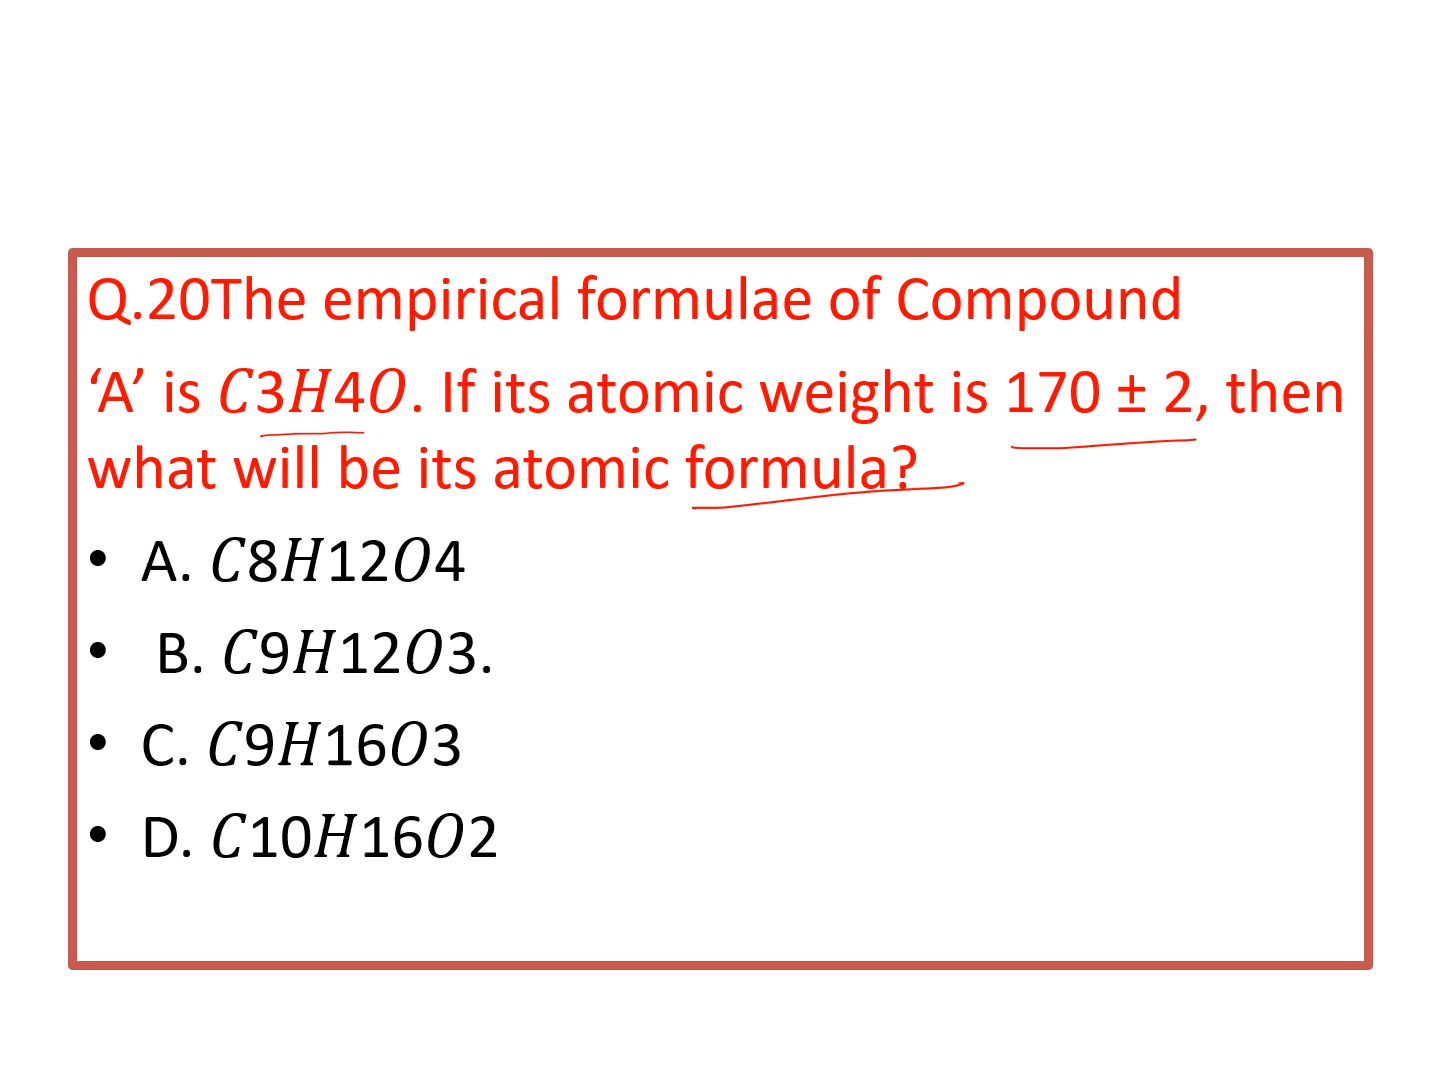 Q.20The empirical formulae of Compound
‘A’ is C3H4O. If its atomic weight is 170 ± 2, then
what will be its atomic formula?
• A. C8H12O4
• B. C9H12O3.
• C. C9H16O3
• D. C10H16O2